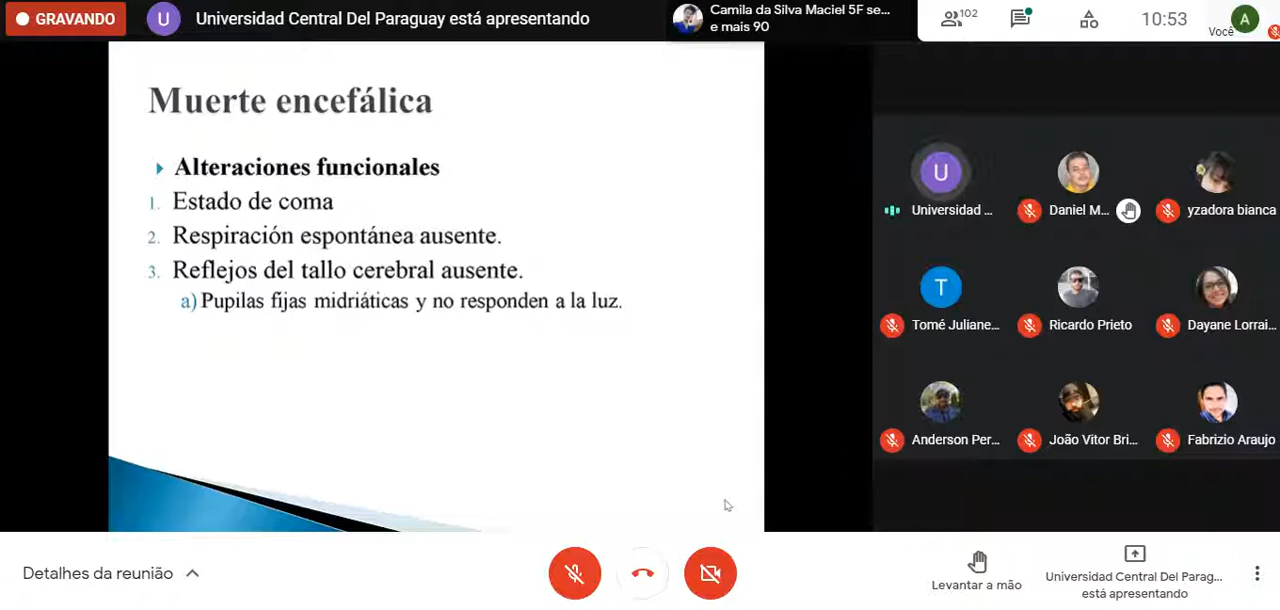 GRAVANDO
U
Universidad Central Del Paraguay está apresentando
Camila da Silva Maciel 5F se...
e mais 90
102
10:53
Você
A
Muerte encefálica
Alteraciones funcionales
1. Estado de coma
2. Respiración espontánea ausente.
3. Reflejos del tallo cerebral ausente.
a) Pupilas fijas midriáticas y no responden a la luz.
U
Universidad ...
Daniel M...
yzadora bianca
T
Tomé Juliane...
Ricardo Prieto
Dayane Lorrai...
Anderson Per...
João Vitor Bri...
Fabrizio Araujo
Detalhes da reunião
Levantar a mão
Universidad Central Del Parag...
está apresentando